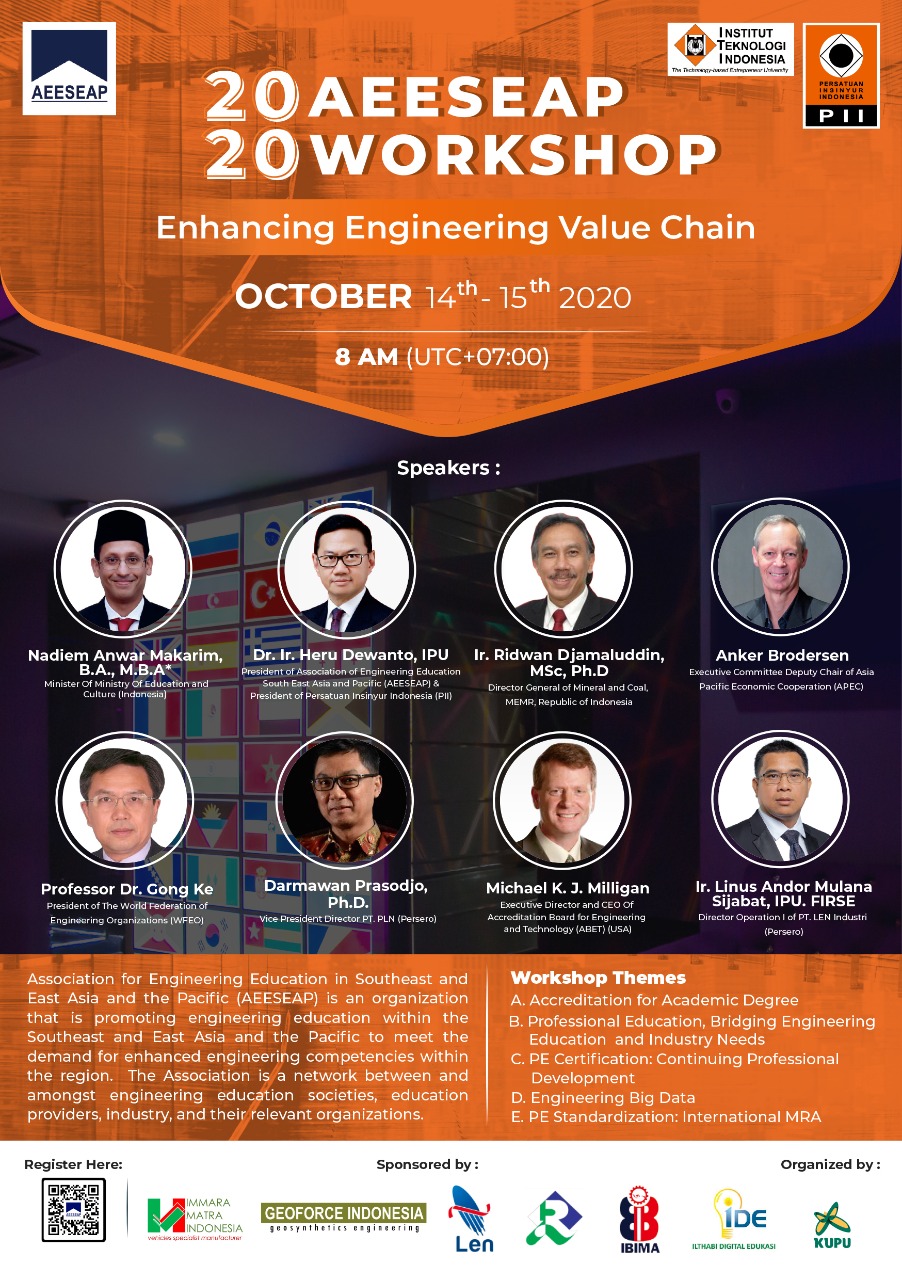 AEESEAP
INSTITUT
TEKNOLOGI
INDONESIA
The Technology-based Entrepreneur University
PERSATUAN
INSINYUR
INDONESIA
PII
2020 AEESEAP
WORKSHOP
Enhancing Engineering Value Chain
OCTOBER 14th - 15th 2020
8 AM (UTC+07:00)
Speakers :
Nadiem Anwar Makarim,
B.A., M.B.A*
Minister Of Ministry Of Education and
Culture (Indonesia)
Dr. Ir. Heru Dewanto, IPU
President of Association of Engineering Education
South East Asia and Pacific (AEESEAP) &
President of Persatuan Insinyur Indonesia (PII)
Ir. Ridwan Djamaluddin,
MSc, Ph.D
Director General of Mineral and Coal,
MEMR, Republic of Indonesia
Anker Brodersen
Executive Committee Deputy Chair of Asia
Pacific Economic Cooperation (APEC)
Professor Dr. Gong Ke
President of The World Federation of
Engineering Organizations (WFEO)
Darmawan Prasodjo,
Ph.D.
Vice President Director PT. PLN (Persero)
Michael K. J. Milligan
Executive Director and CEO Of
Accreditation Board for Engineering
and Technology (ABET) (USA)
Ir. Linus Andor Mulana
Sijabat, IPU. FIRSE
Director Operation I of PT. LEN Industri
(Persero)
Association for Engineering Education in Southeast and
East Asia and the Pacific (AEESEAP) is an organization
that is promoting engineering education within the
Southeast and East Asia and the Pacific to meet the
demand for enhanced engineering competencies within
the region. The Association is a network between and
amongst engineering education societies, education
providers, industry, and their relevant organizations.
Workshop Themes
A. Accreditation for Academic Degree
B. Professional Education, Bridging Engineering
Education and Industry Needs
C. PE Certification: Continuing Professional
Development
D. Engineering Big Data
E. PE Standardization: International MRA
Register Here:
AEESEAP
Sponsored by :
IMMARA
MATRA
INDONESIA
vehicles specialist manufacturer
GEOFORCE INDONESIA
geosynthetics engineering
Len
IBIMA
iDE
ILTHABI DIGITAL EDUKASI
Organized by :
KUPU